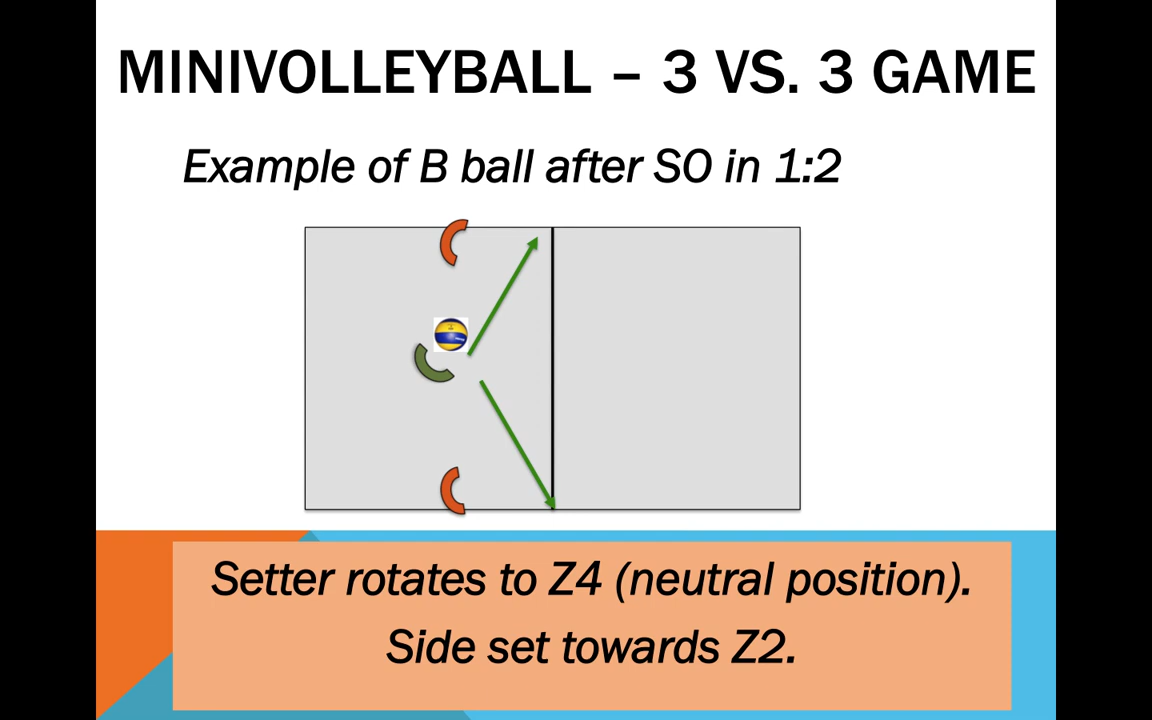 MINIVOLLEYBALL – 3 VS. 3 GAME
Example of B ball after SO in 1:2
Setter rotates to Z4 (neutral position).
Side set towards Z2.